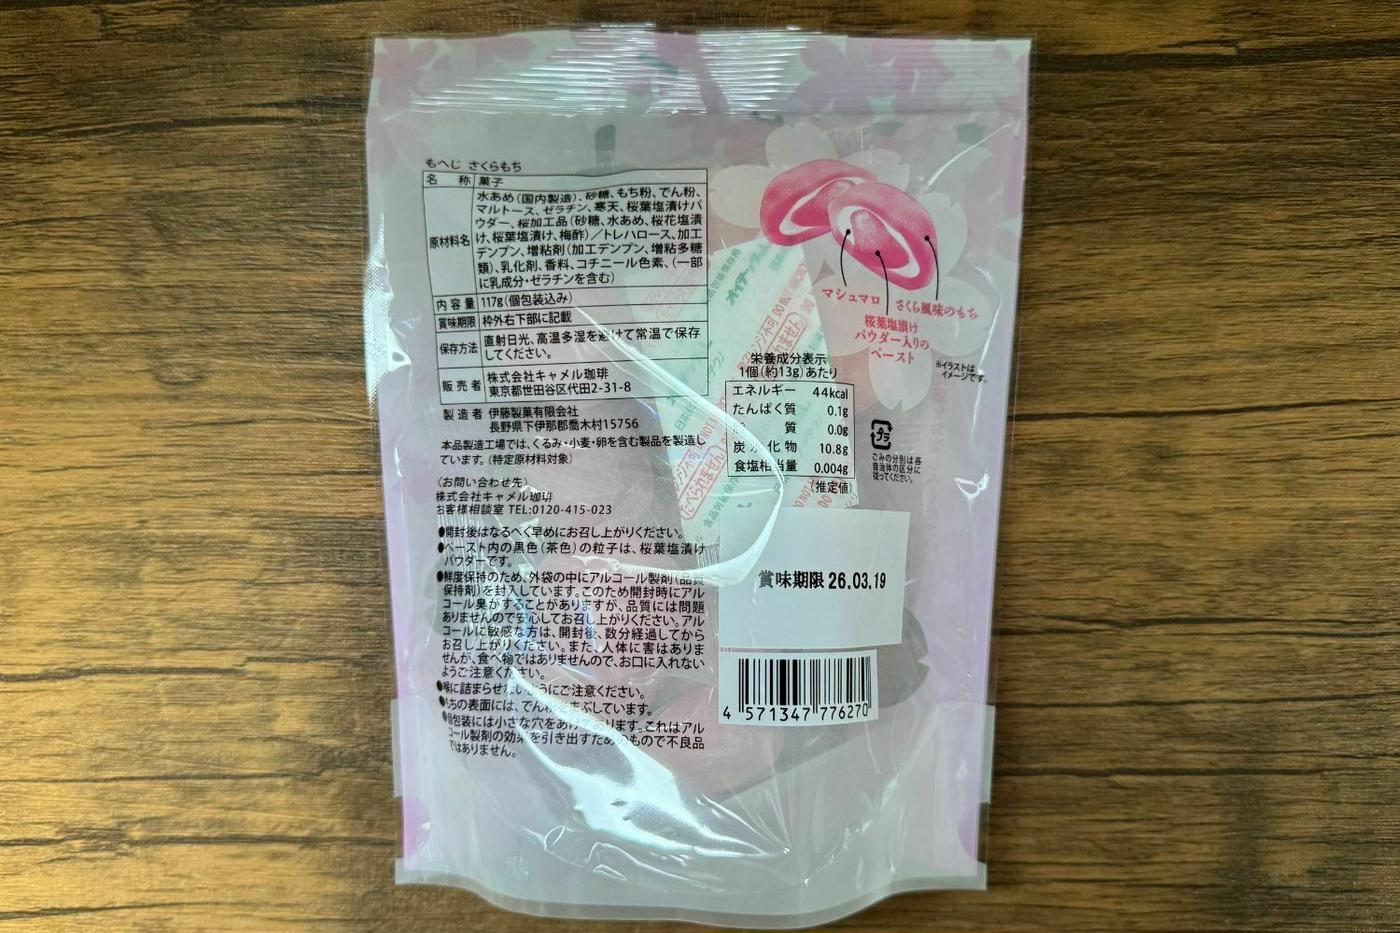 もへじ さくらもち
名称 菓子
原材料名
水あめ(国内製造)、砂糖、もち粉、でん粉、
マルトース、ゼラチン、寒天、桜葉塩漬けパ
ウダー、桜加工品(砂糖、水あめ、桜花塩漬
け、桜葉塩漬け、梅酢)／トレハロース、加工
デンプン、増粘剤(加工デンプン、増粘多糖
類)、乳化剤、香料、コチニール色素、(一部
に乳成分・ゼラチンを含む)
内容量 117g(個包装込み)
賞味期限 枠外右下部に記載
保存方法
直射日光、高温多湿を避けて常温で保存
してください。
販売者
株式会社キャメル珈琲
東京都世田谷区代田2-31-8
製造者 伊藤製菓有限会社
長野県下伊那郡喬木村15756
本品製造工場では、くるみ・小麦・卵を含む製品を製造し
ています。(特定原材料対象)
〈お問い合わせ先〉
株式会社キャメル珈琲
お客様相談室 TEL:0120-415-023
●開封後はなるべく早めにお召し上がりください。
●ペースト内の黒色(茶色)の粒子は、桜葉塩漬け
パウダーです。
●鮮度保持のため、外袋の中にアルコール製剤(品質
保持剤)を封入しています。このため開封時にアル
コール臭がすることがありますが、品質には問題
ありませんので安心してお召し上がりください。アル
コールに敏感な方は、開封後、数分経過してから
お召し上がりください。また、人体に害はありま
せんが、食べ物ではありませんので、お口に入れない
ようご注意ください。
●喉に詰まらせないようにご注意ください。
●もちの表面には、でん粉をまぶしています。
●個包装には小さな穴をあけてあります。これはアル
コール製剤の効果を引き出すためのもので不良品
ではありません。
マシュマロ
さくら風味のもち
桜葉塩漬け
パウダー入りの
ペースト
※イラストは
イメージです。
栄養成分表示
1個(約13g)あたり
エネルギー 44kcal
たんぱく質 0.1g
脂質 0.0g
炭水化物 10.8g
食塩相当量 0.004g
(推定値)
プラ
ごみの分別は各
自治体の区分に
従ってください。
賞味期限 26.03.19
4 571347 776270